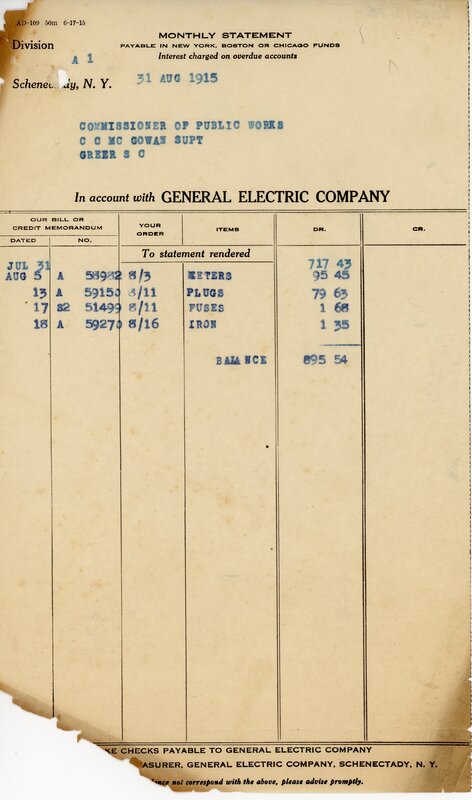 AD-109 50m 6-17-15
MONTHLY STATEMENT
Division
PAYABLE IN NEW YORK, BOSTON OR CHICAGO FUNDS
Interest charged on overdue accounts
A 1
Schenectady, N. Y.
31 AUG 1915
COMMISSIONER OF PUBLIC WORKS
C C MC GOWAN SUPT
GREER S C
In account with GENERAL ELECTRIC COMPANY
OUR BILL OR CREDIT MEMORANDUM YOUR ORDER ITEMS DR. CR.
DATED NO.
To statement rendered
JUL 31 717 43
AUG 5 A 58982 8/3 METERS 95 45
13 A 59150 8/11 PLUGS 79 63
17 S2 51499 8/11 FUSES 1 68
18 A 59270 8/16 IRON 1 35
BALANCE 895 54
KE CHECKS PAYABLE TO GENERAL ELECTRIC COMPANY
ASURER, GENERAL ELECTRIC COMPANY, SCHENECTADY, N. Y.
not correspond with the above, please advise promptly.